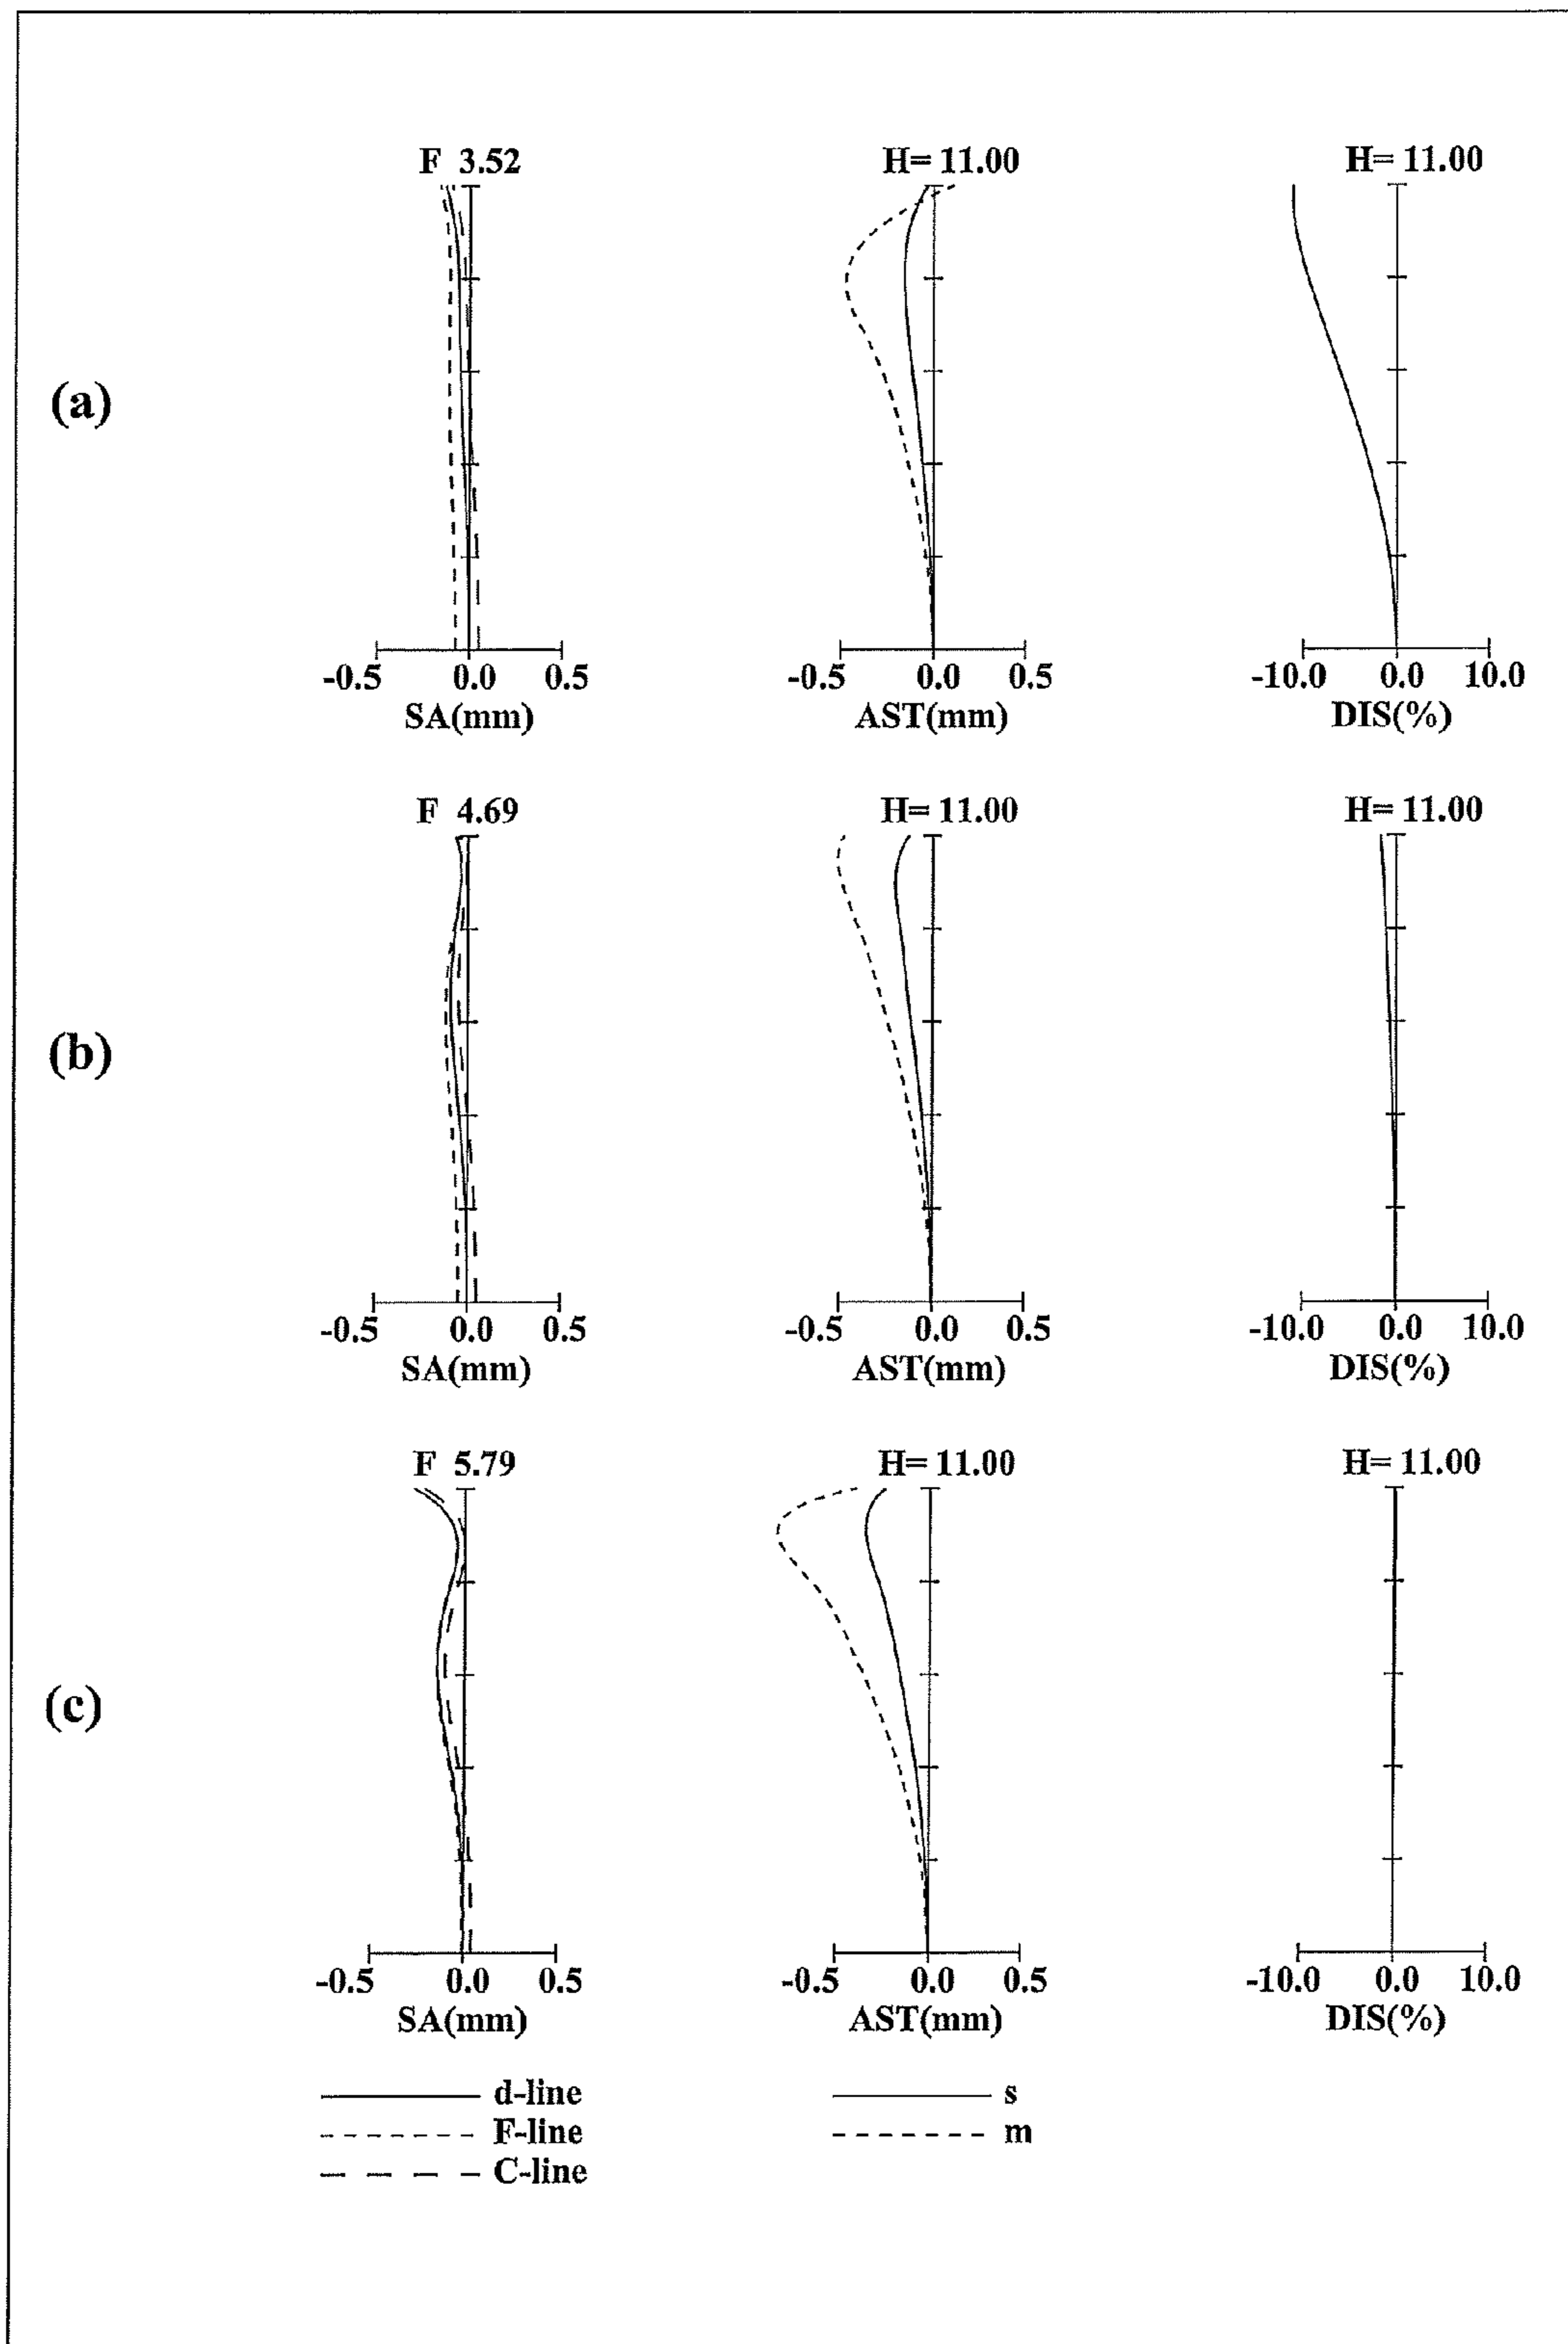 F 3.52 H= 11.00 H= 11.00
(a)
-0.5 0.0 0.5 -0.5 0.0 0.5 -10.0 0.0 10.0
SA(mm) AST(mm) DIS(%)
F 4.69 H= 11.00 H= 11.00
(b)
-0.5 0.0 0.5 -0.5 0.0 0.5 -10.0 0.0 10.0
SA(mm) AST(mm) DIS(%)
F 5.79 H= 11.00 H= 11.00
(c)
-0.5 0.0 0.5 -0.5 0.0 0.5 -10.0 0.0 10.0
SA(mm) AST(mm) DIS(%)
d-line s
F-line m
C-line